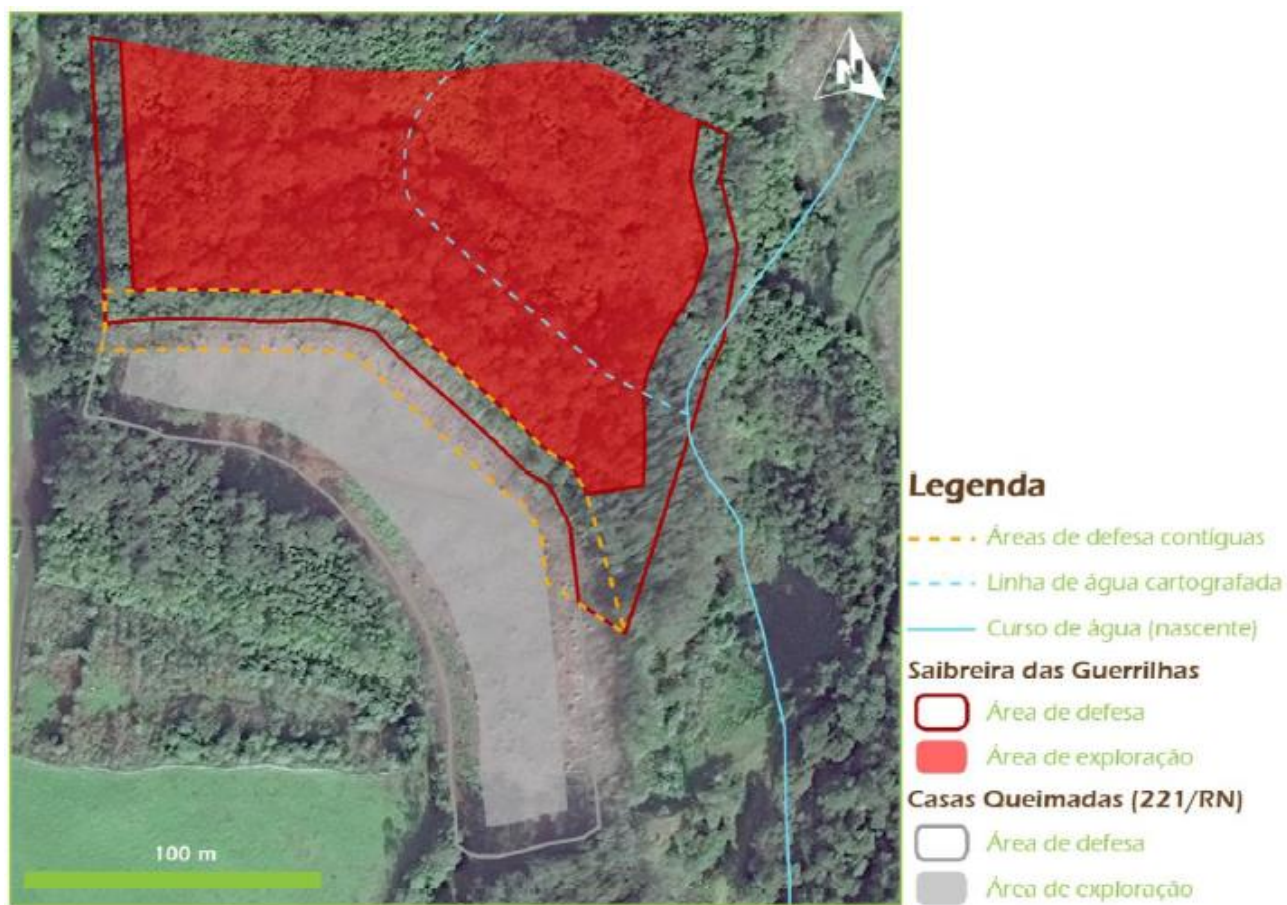 N
100 m
Legenda
Áreas de defesa contíguas
Linha de água cartografada
Curso de água (nascente)
Saibreira das Guerrilhas
Área de defesa
Área de exploração
Casas Queimadas (221/RN)
Área de defesa
Área de exploração